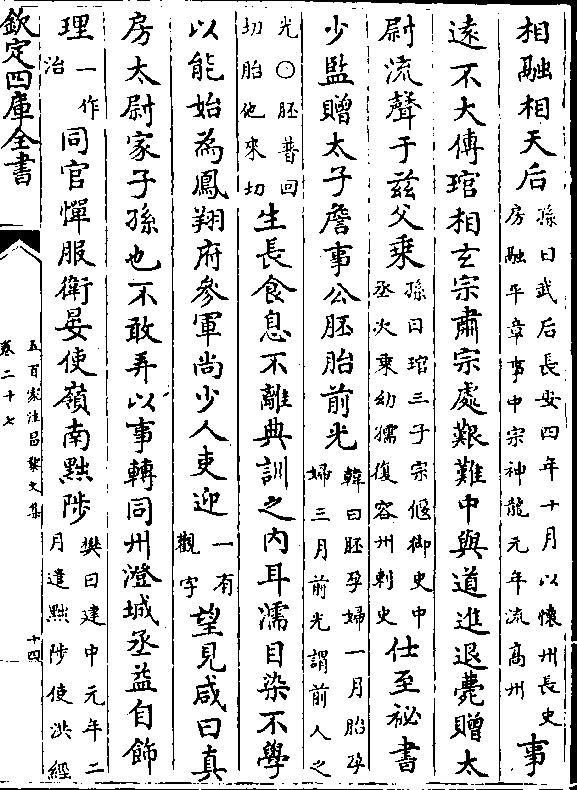 相融相天后孫曰武后長安四年十月以懷州長史房融平章事中宗神龍元年流高州事
遠不大傅琯相玄宗肅宗處艱難中與道進退薨贈太
尉流聲于兹父乗孫曰琯三子宗偃御史中丞次乗幼孺復容州刺史仕至祕書
少監贈太子詹事公胚胎前光韓曰胚孕婦一月胎孕婦三月前光謂前人之
光〇胚普回切胎他來切生長食息不離典訓之内耳濡目染不學
以能始為鳳翔府參軍尚少人吏迎一有觀字望見咸曰真
房太尉家子孫也不敢弄以事轉同州澄城丞益自飾
理一作治同官憚服衛晏使嶺南黜陟樊曰建中元年二月遣黜陟使洪經
欽定四庫全書
五百家注昌黎文集
卷二十七
十四